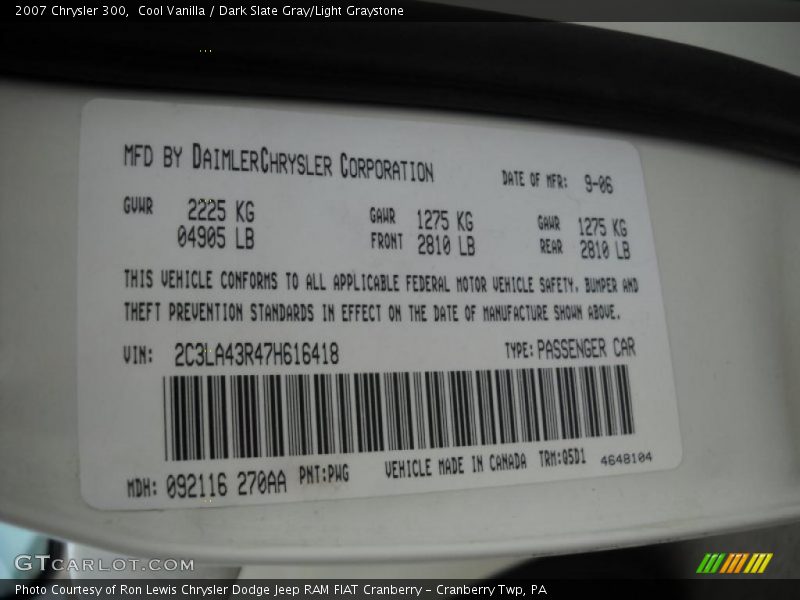 2007 Chrysler 300,  Cool Vanilla / Dark Slate Gray/Light Graystone
MFD BY DAIMLERCHRYSLER CORPORATION
DATE OF MFR: 9-06
GVWR 2225 KG
04905 LB
GAWR 1275 KG
FRONT 2810 LB
GAWR 1275 KG
REAR 2810 LB
THIS VEHICLE CONFORMS TO ALL APPLICABLE FEDERAL MOTOR VEHICLE SAFETY, BUMPER AND
THEFT PREVENTION STANDARDS IN EFFECT ON THE DATE OF MANUFACTURE SHOWN ABOVE.
VIN: 2C3LA43R47H616418
TYPE: PASSENGER CAR
MDH: 092116 270AA
PNT:PWG
VEHICLE MADE IN CANADA
TRM:Q5D1
4648104
GTCARLOT.COM
Photo Courtesy of Ron Lewis Chrysler Dodge Jeep RAM FIAT Cranberry – Cranberry Twp, PA